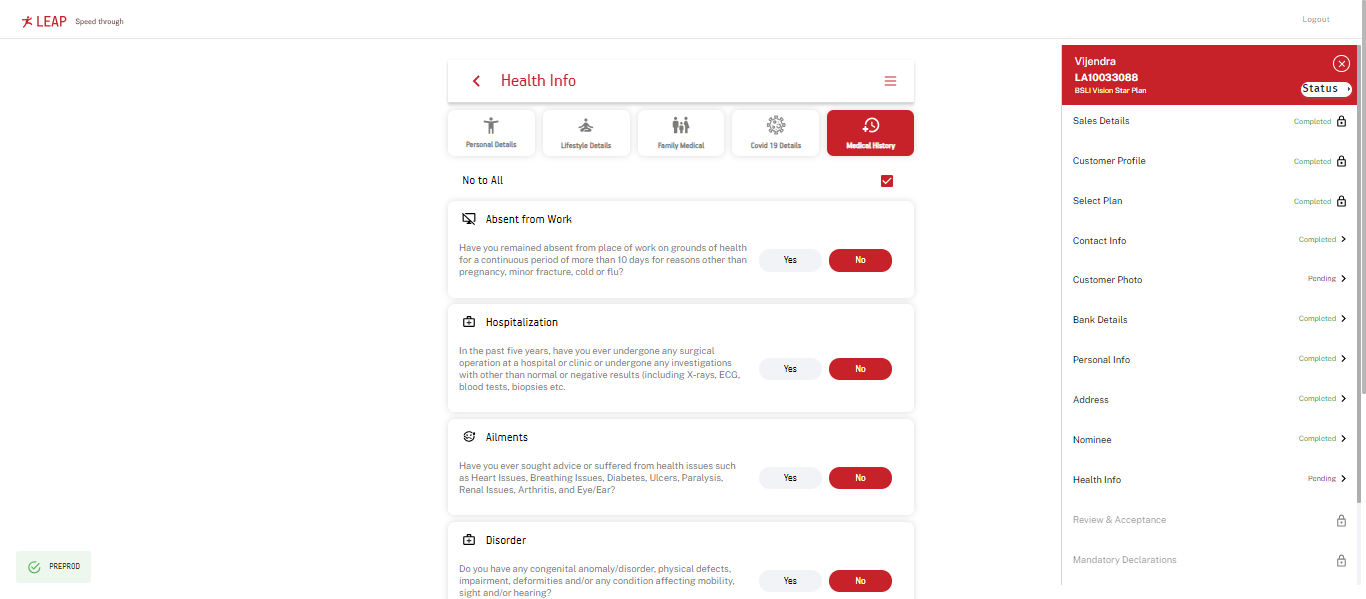 LEAP Speed through
Logout
Health Info
Personal Details
Lifestyle Details
Family Medical
Covid 19 Details
Medical History
No to All
Absent from Work
Have you remained absent from place of work on grounds of health
for a continuous period of more than 10 days for reasons other than
pregnancy, minor fracture, cold or flu?
Yes No
Hospitalization
In the past five years, have you ever undergone any surgical
operation at a hospital or clinic or undergone any investigations
with other than normal or negative results (including X-rays, ECG,
blood tests, biopsies etc.
Yes No
Ailments
Have you ever sought advice or suffered from health issues such
as Heart Issues, Breathing Issues, Diabetes, Ulcers, Paralysis,
Renal Issues, Arthritis, and Eye/Ear?
Yes No
Disorder
Do you have any congenital anomaly/disorder, physical defects,
impairment, deformities and/or any condition affecting mobility,
sight and/or hearing?
Yes No
PREPROD
Vijendra
LA10033088
BSLI Vision Star Plan
Status
Sales Details Completed
Customer Profile Completed
Select Plan Completed
Contact Info Completed
Customer Photo Pending
Bank Details Completed
Personal Info Completed
Address Completed
Nominee Completed
Health Info Pending
Review & Acceptance
Mandatory Declarations